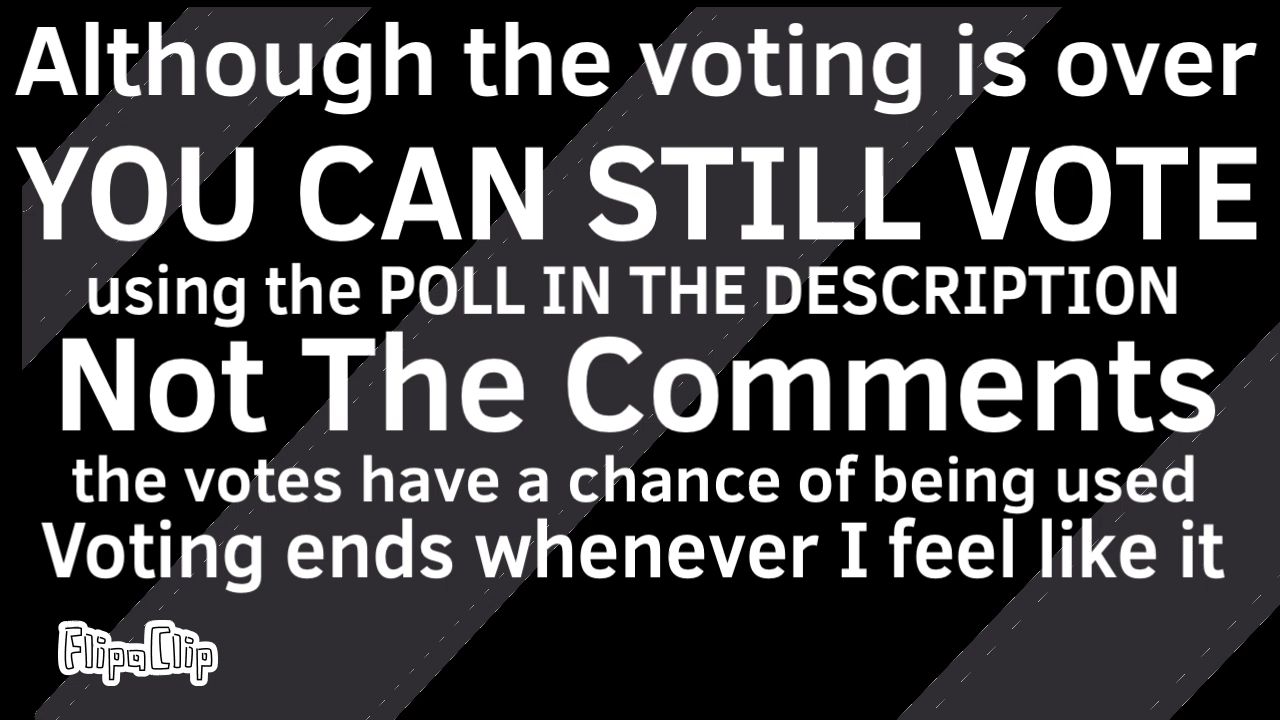 Although the voting is over
YOU CAN STILL VOTE
using the POLL IN THE DESCRIPTION
Not The Comments
the votes have a chance of being used
Voting ends whenever I feel like it
FlipaClip